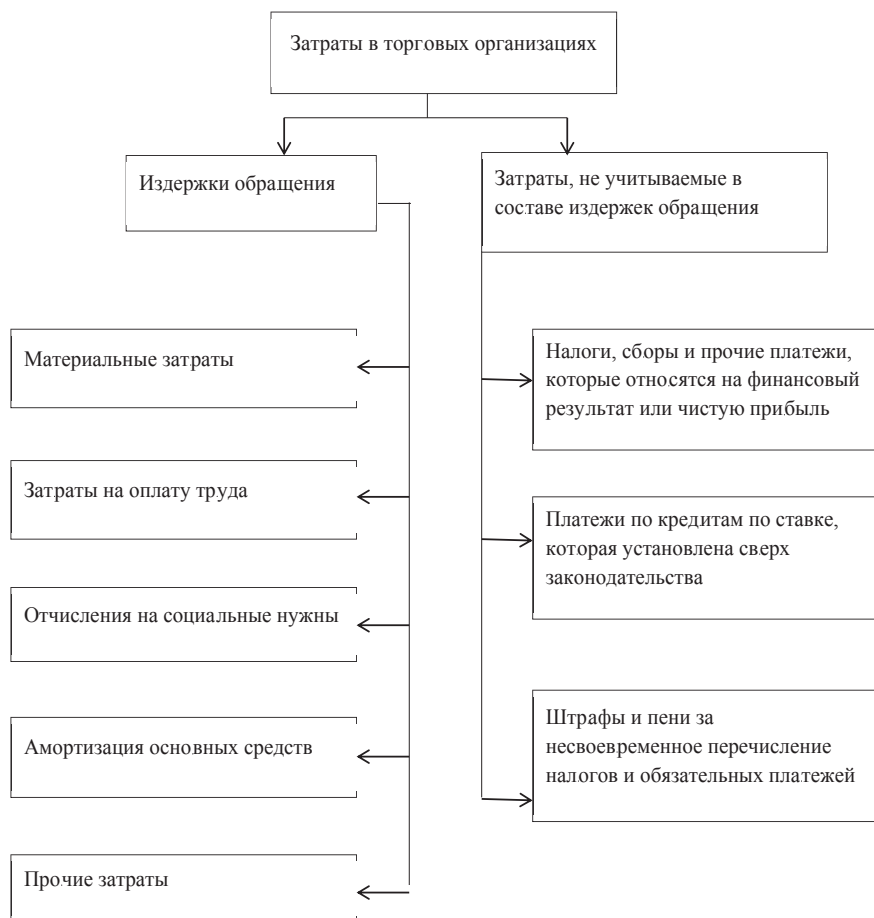 Затраты в торговых организациях
Издержки обращения
Затраты, не учитываемые в
составе издержек обращения
Материальные затраты
Затраты на оплату труда
Отчисления на социальные нужны
Амортизация основных средств
Прочие затраты
Налоги, сборы и прочие платежи,
которые относятся на финансовый
результат или чистую прибыль
Платежи по кредитам по ставке,
которая установлена сверх
законодательства
Штрафы и пени за
несвоевременное перечисление
налогов и обязательных платежей